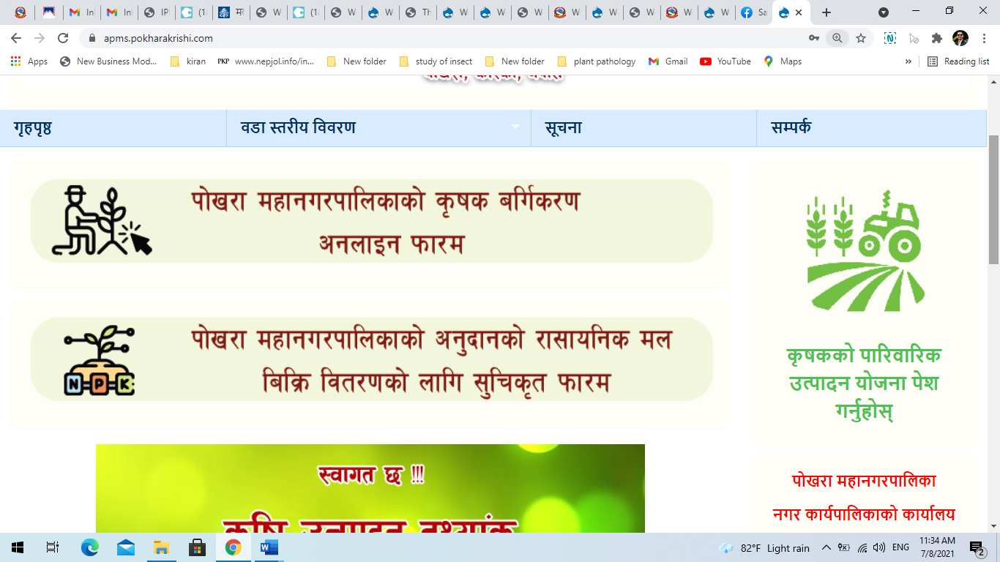 In
In
IP
(18
मत
W
(18
W
W
Th
W
W
W
W
W
W
W
W
Sa
apms.pokharakrishi.com
Apps
New Business Mod...
kiran
PKP www.nepjol.info/in...
New folder
study of insect
New folder
plant pathology
Gmail
YouTube
Maps
»
Reading list
गृहपृष्ठ
वडा स्तरीय विवरण
सूचना
सम्पर्क
पोखरा महानगरपालिकाको कृषक बर्गिकरण
अनलाइन फारम
N-P-K
पोखरा महानगरपालिकाको अनुदानको रासायनिक मल
बिक्रि वितरणको लागि सुचिकृत फारम
कृषकको पारिवारिक
उत्पादन योजना पेश
गर्नुहोस्
स्वागत छ !!!
कृषि उत्पादन तथ्यांक
पोखरा महानगरपालिका
नगर कार्यपालिकाको कार्यालय
82°F Light rain
ENG
11:34 AM
7/8/2021
2